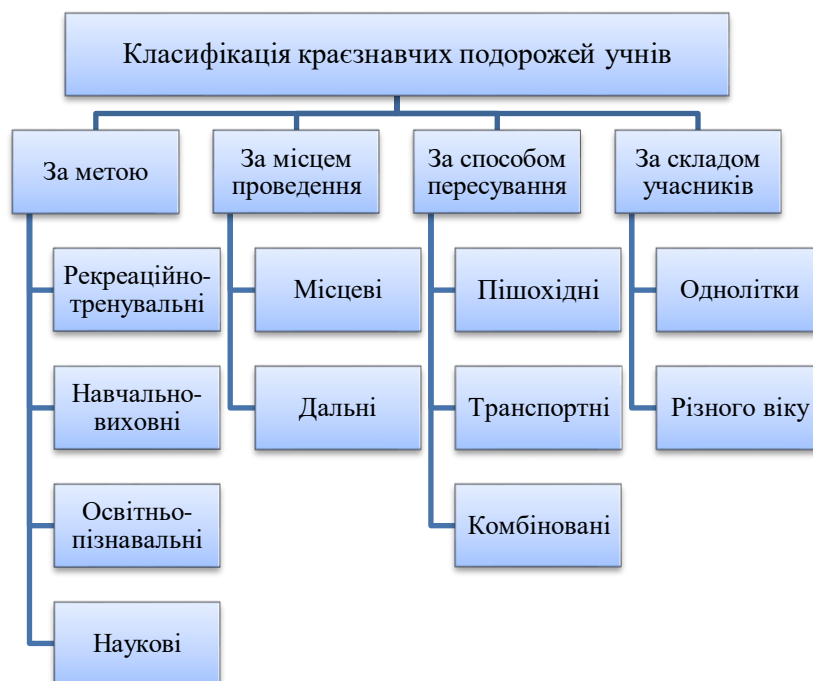 Класифікація краєзнавчих подорожей учнів
За метою
За місцем
проведення
За способом
пересування
За складом
учасників
Рекреаційно-
тренувальні
Місцеві
Пішохідні
Однолітки
Навчально-
виховні
Дальні
Транспортні
Різного віку
Освітньо-
пізнавальні
Комбіновані
Наукові